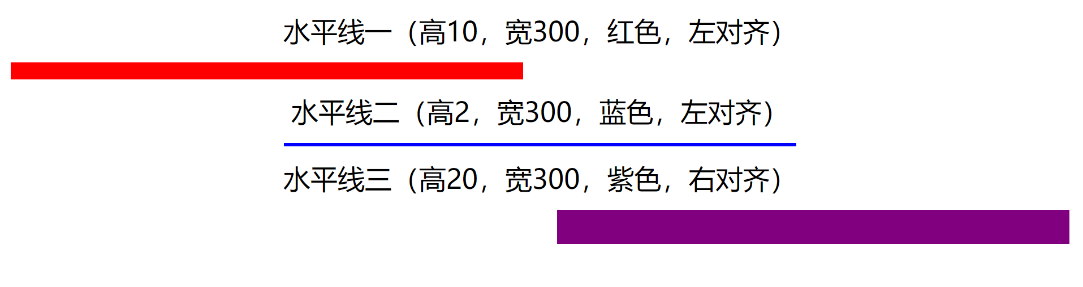 水平线一（高10，宽300，红色，左对齐）
水平线二（高2，宽300，蓝色，左对齐）
水平线三（高20，宽300，紫色，右对齐）